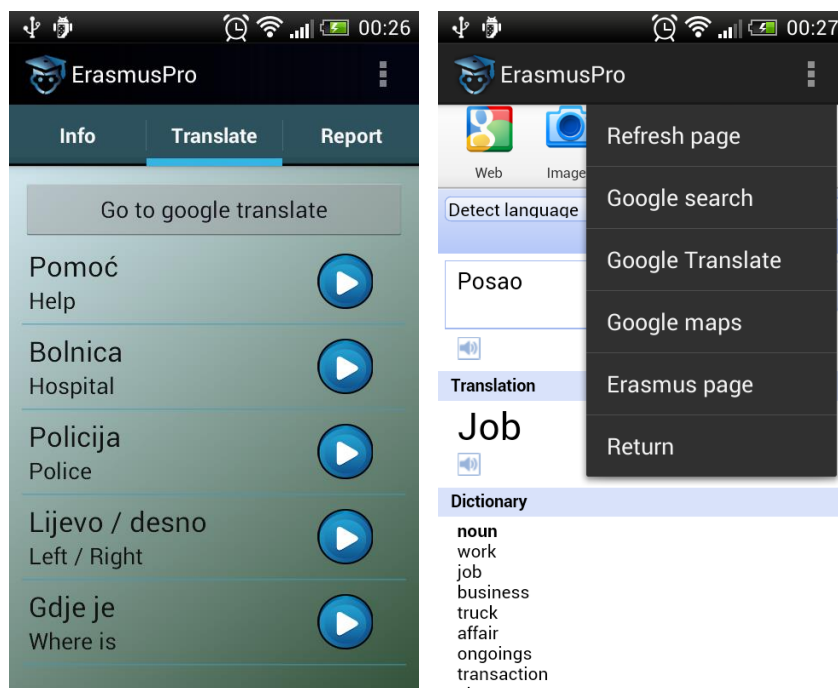 00:26
ErasmusPro
Info Translate Report
Go to google translate
Pomoć
Help
Bolnica
Hospital
Policija
Police
Lijevo / desno
Left / Right
Gdje je
Where is
00:27
ErasmusPro
Web Image
Detect language
Posao
Translation
Job
Dictionary
noun
work
job
business
truck
affair
ongoings
transaction
Refresh page
Google search
Google Translate
Google maps
Erasmus page
Return